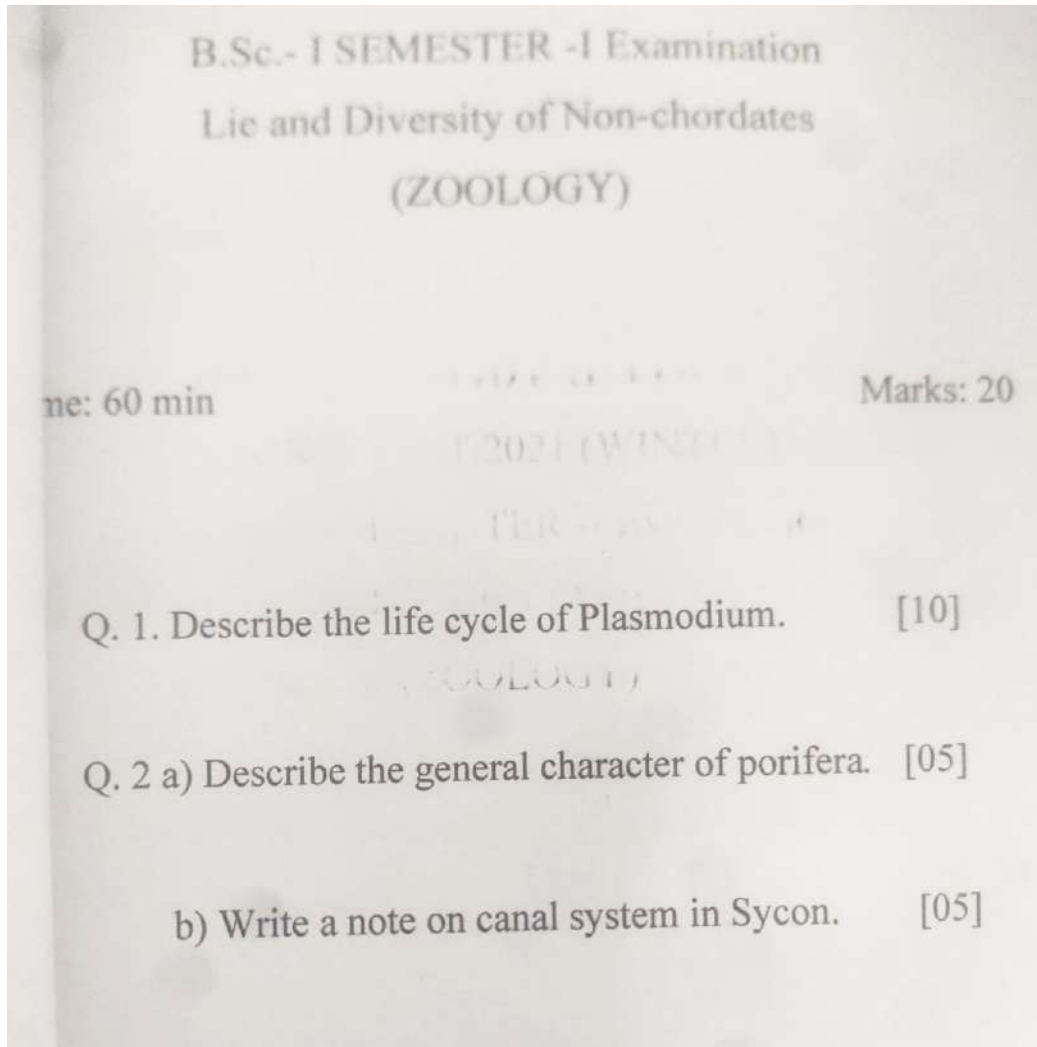 B.Sc.- I SEMESTER -I Examination
Lie and Diversity of Non-chordates
(ZOOLOGY)
me: 60 min Marks: 20
2021 (WINTER)
Q. 1. Describe the life cycle of Plasmodium. [10]
Q. 2 a) Describe the general character of porifera. [05]
b) Write a note on canal system in Sycon. [05]